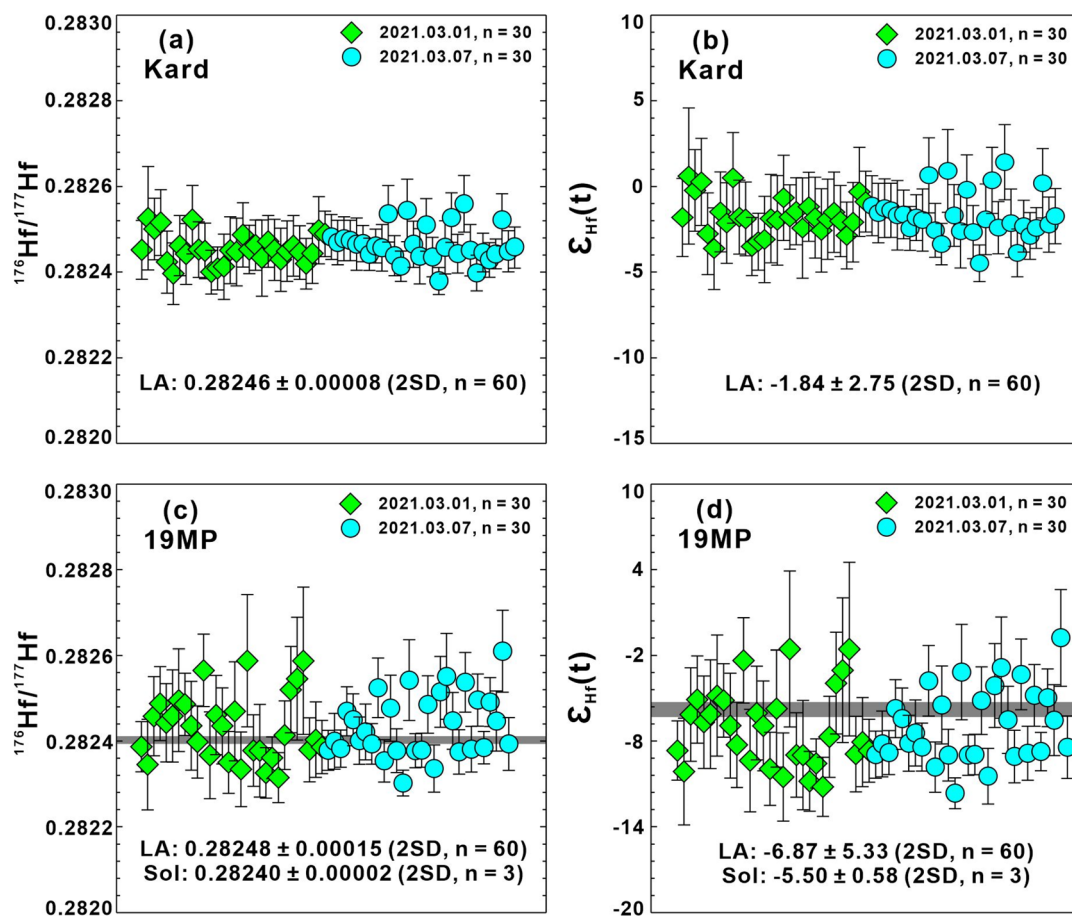 (a)
Kard
2021.03.01, n = 30
2021.03.07, n = 30
0.2830
0.2828
0.2826
0.2824
0.2822
0.2820
¹⁷⁶Hf/¹⁷⁷Hf
LA: 0.28246 ± 0.00008 (2SD, n = 60)
(b)
Kard
2021.03.01, n = 30
2021.03.07, n = 30
10
5
0
-5
-10
-15
εHf(t)
LA: -1.84 ± 2.75 (2SD, n = 60)
(c)
19MP
2021.03.01, n = 30
2021.03.07, n = 30
0.2830
0.2824
0.2826
0.2824
0.2822
0.2820
¹⁷⁶Hf/¹⁷⁷Hf
LA: 0.28248 ± 0.00015 (2SD, n = 60)
Sol: 0.28240 ± 0.00002 (2SD, n = 3)
(d)
19MP
2021.03.01, n = 30
2021.03.07, n = 30
10
4
-2
-8
-14
-20
εHf(t)
LA: -6.87 ± 5.33 (2SD, n = 60)
Sol: -5.50 ± 0.58 (2SD, n = 3)